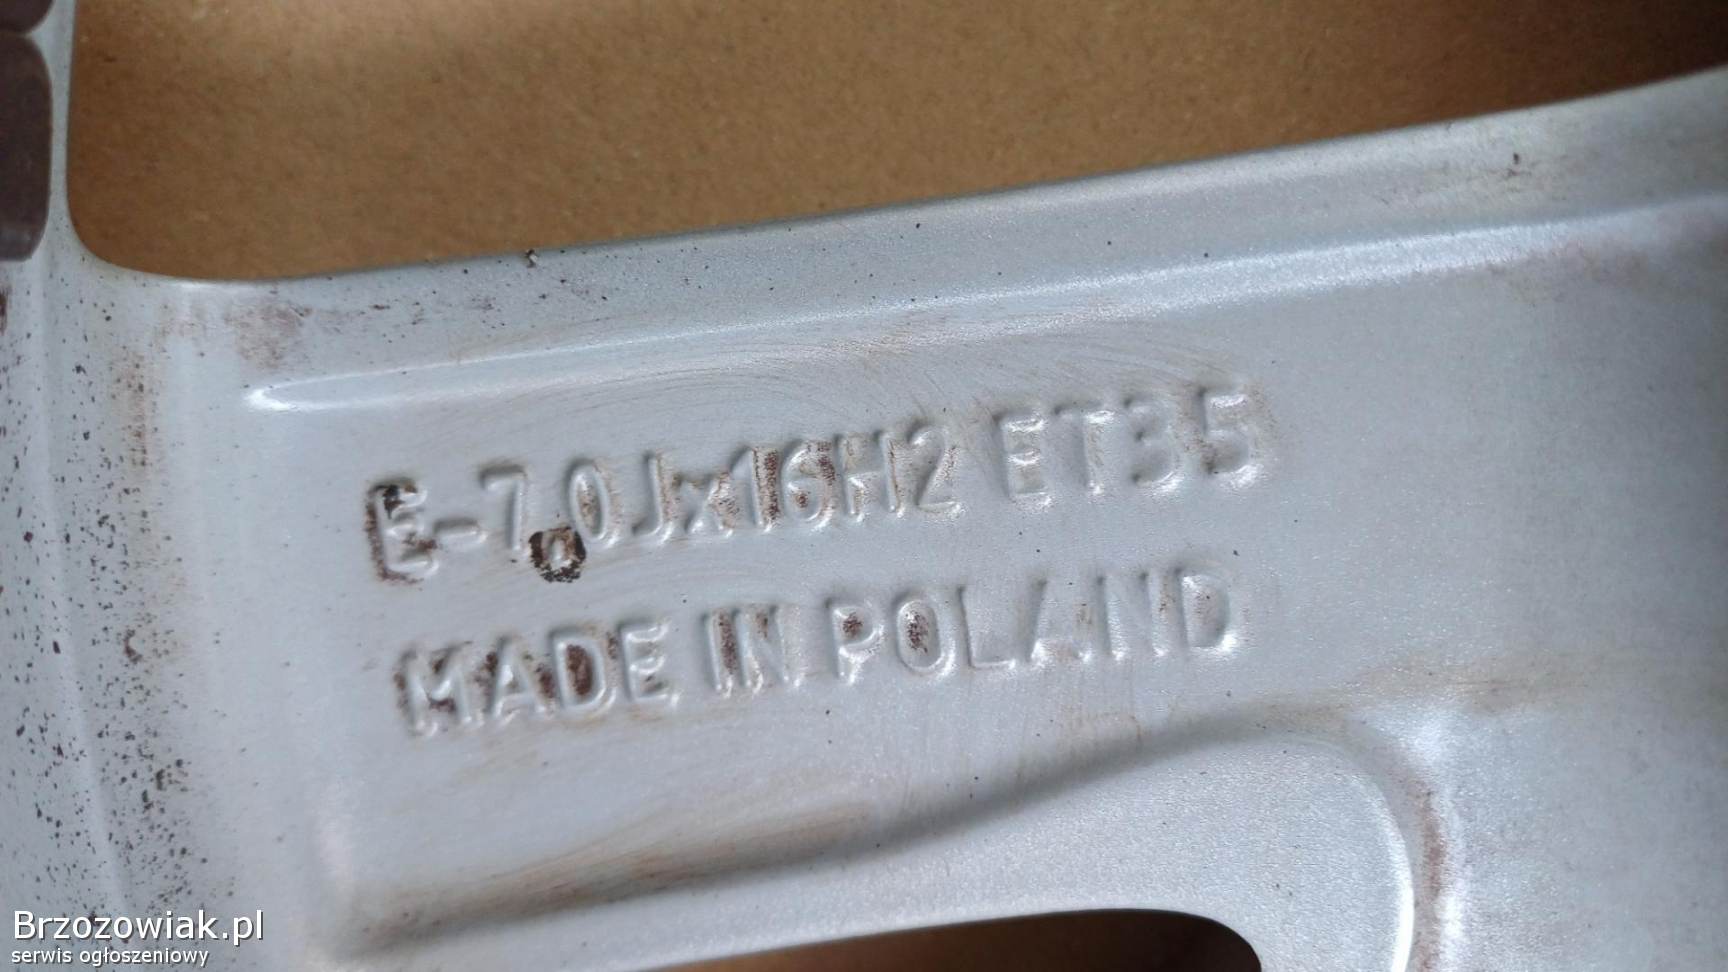 E-7.0Jx16H2 ET35
MADE IN POLAND
Brzozowiak.pl
serwis ogłoszeniowy